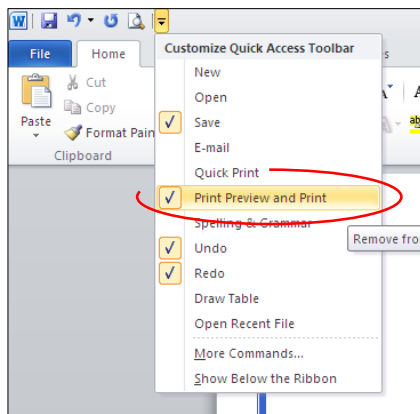 W
File
Home
s
Cut
Copy
Format Pain
Paste
Clipboard
A
A
ab
Customize Quick Access Toolbar
New
Open
Save
E-mail
Quick Print
Print Preview and Print
Spelling & Grammar
Undo
Redo
Draw Table
Open Recent File
More Commands...
Show Below the Ribbon
Remove fro